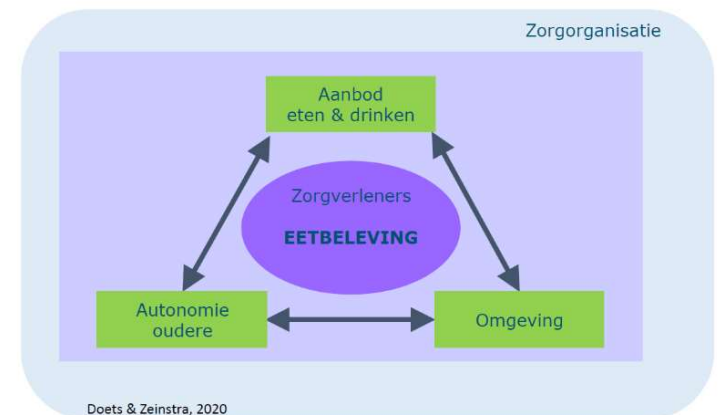 Zorgorganisatie
Aanbod
eten & drinken
Zorgverleners
EETBELEVING
Autonomie
oudere
Omgeving
Doets & Zeinstra, 2020